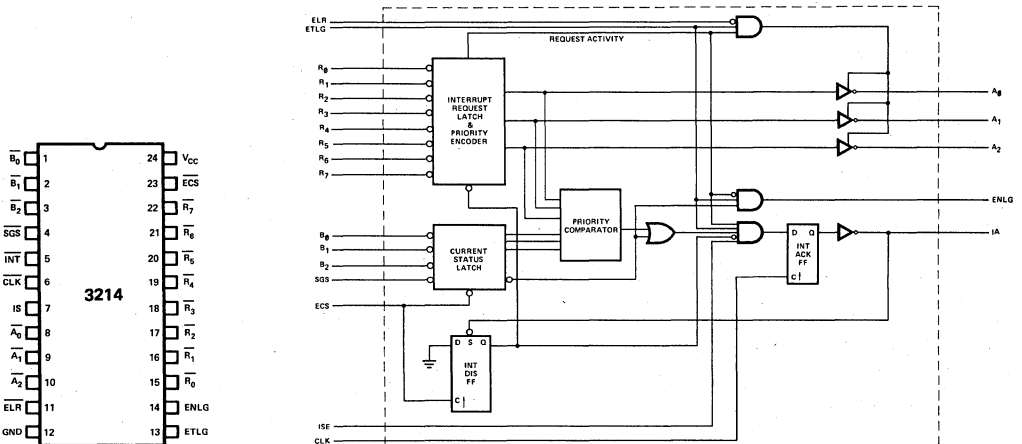 B0 1
B1 2
B2 3
SGS 4
INT 5
CLK 6
IS 7
A0 8
A1 9
A2 10
ELR 11
GND 12
3214
24 VCC
23 ECS
22 R7
21 R6
20 R5
19 R4
18 R3
17 R2
16 R1
15 R0
14 ENLG
13 ETLG
ELR
ETLG
REQUEST ACTIVITY
R0
R1
R2
R3
R4
R5
R6
R7
INTERRUPT
REQUEST
LATCH
&
PRIORITY
ENCODER
A0
A1
A2
PRIORITY
COMPARATOR
ENLG
B0
B1
B2
SGS
CURRENT
STATUS
LATCH
D Q
INT
ACK
FF
C
IA
ECS
D S Q
INT
DIS
FF
C
ISE
CLK